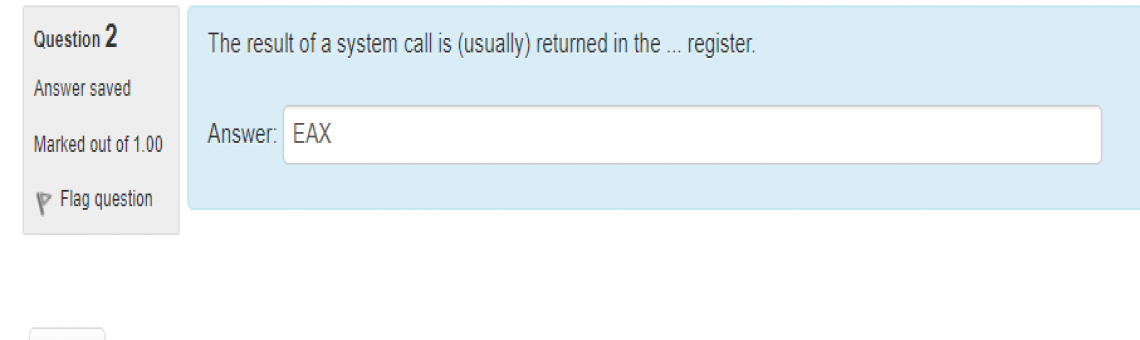 Question 2
Answer saved
Marked out of 1.00
Flag question
The result of a system call is (usually) returned in the ... register.
Answer: EAX